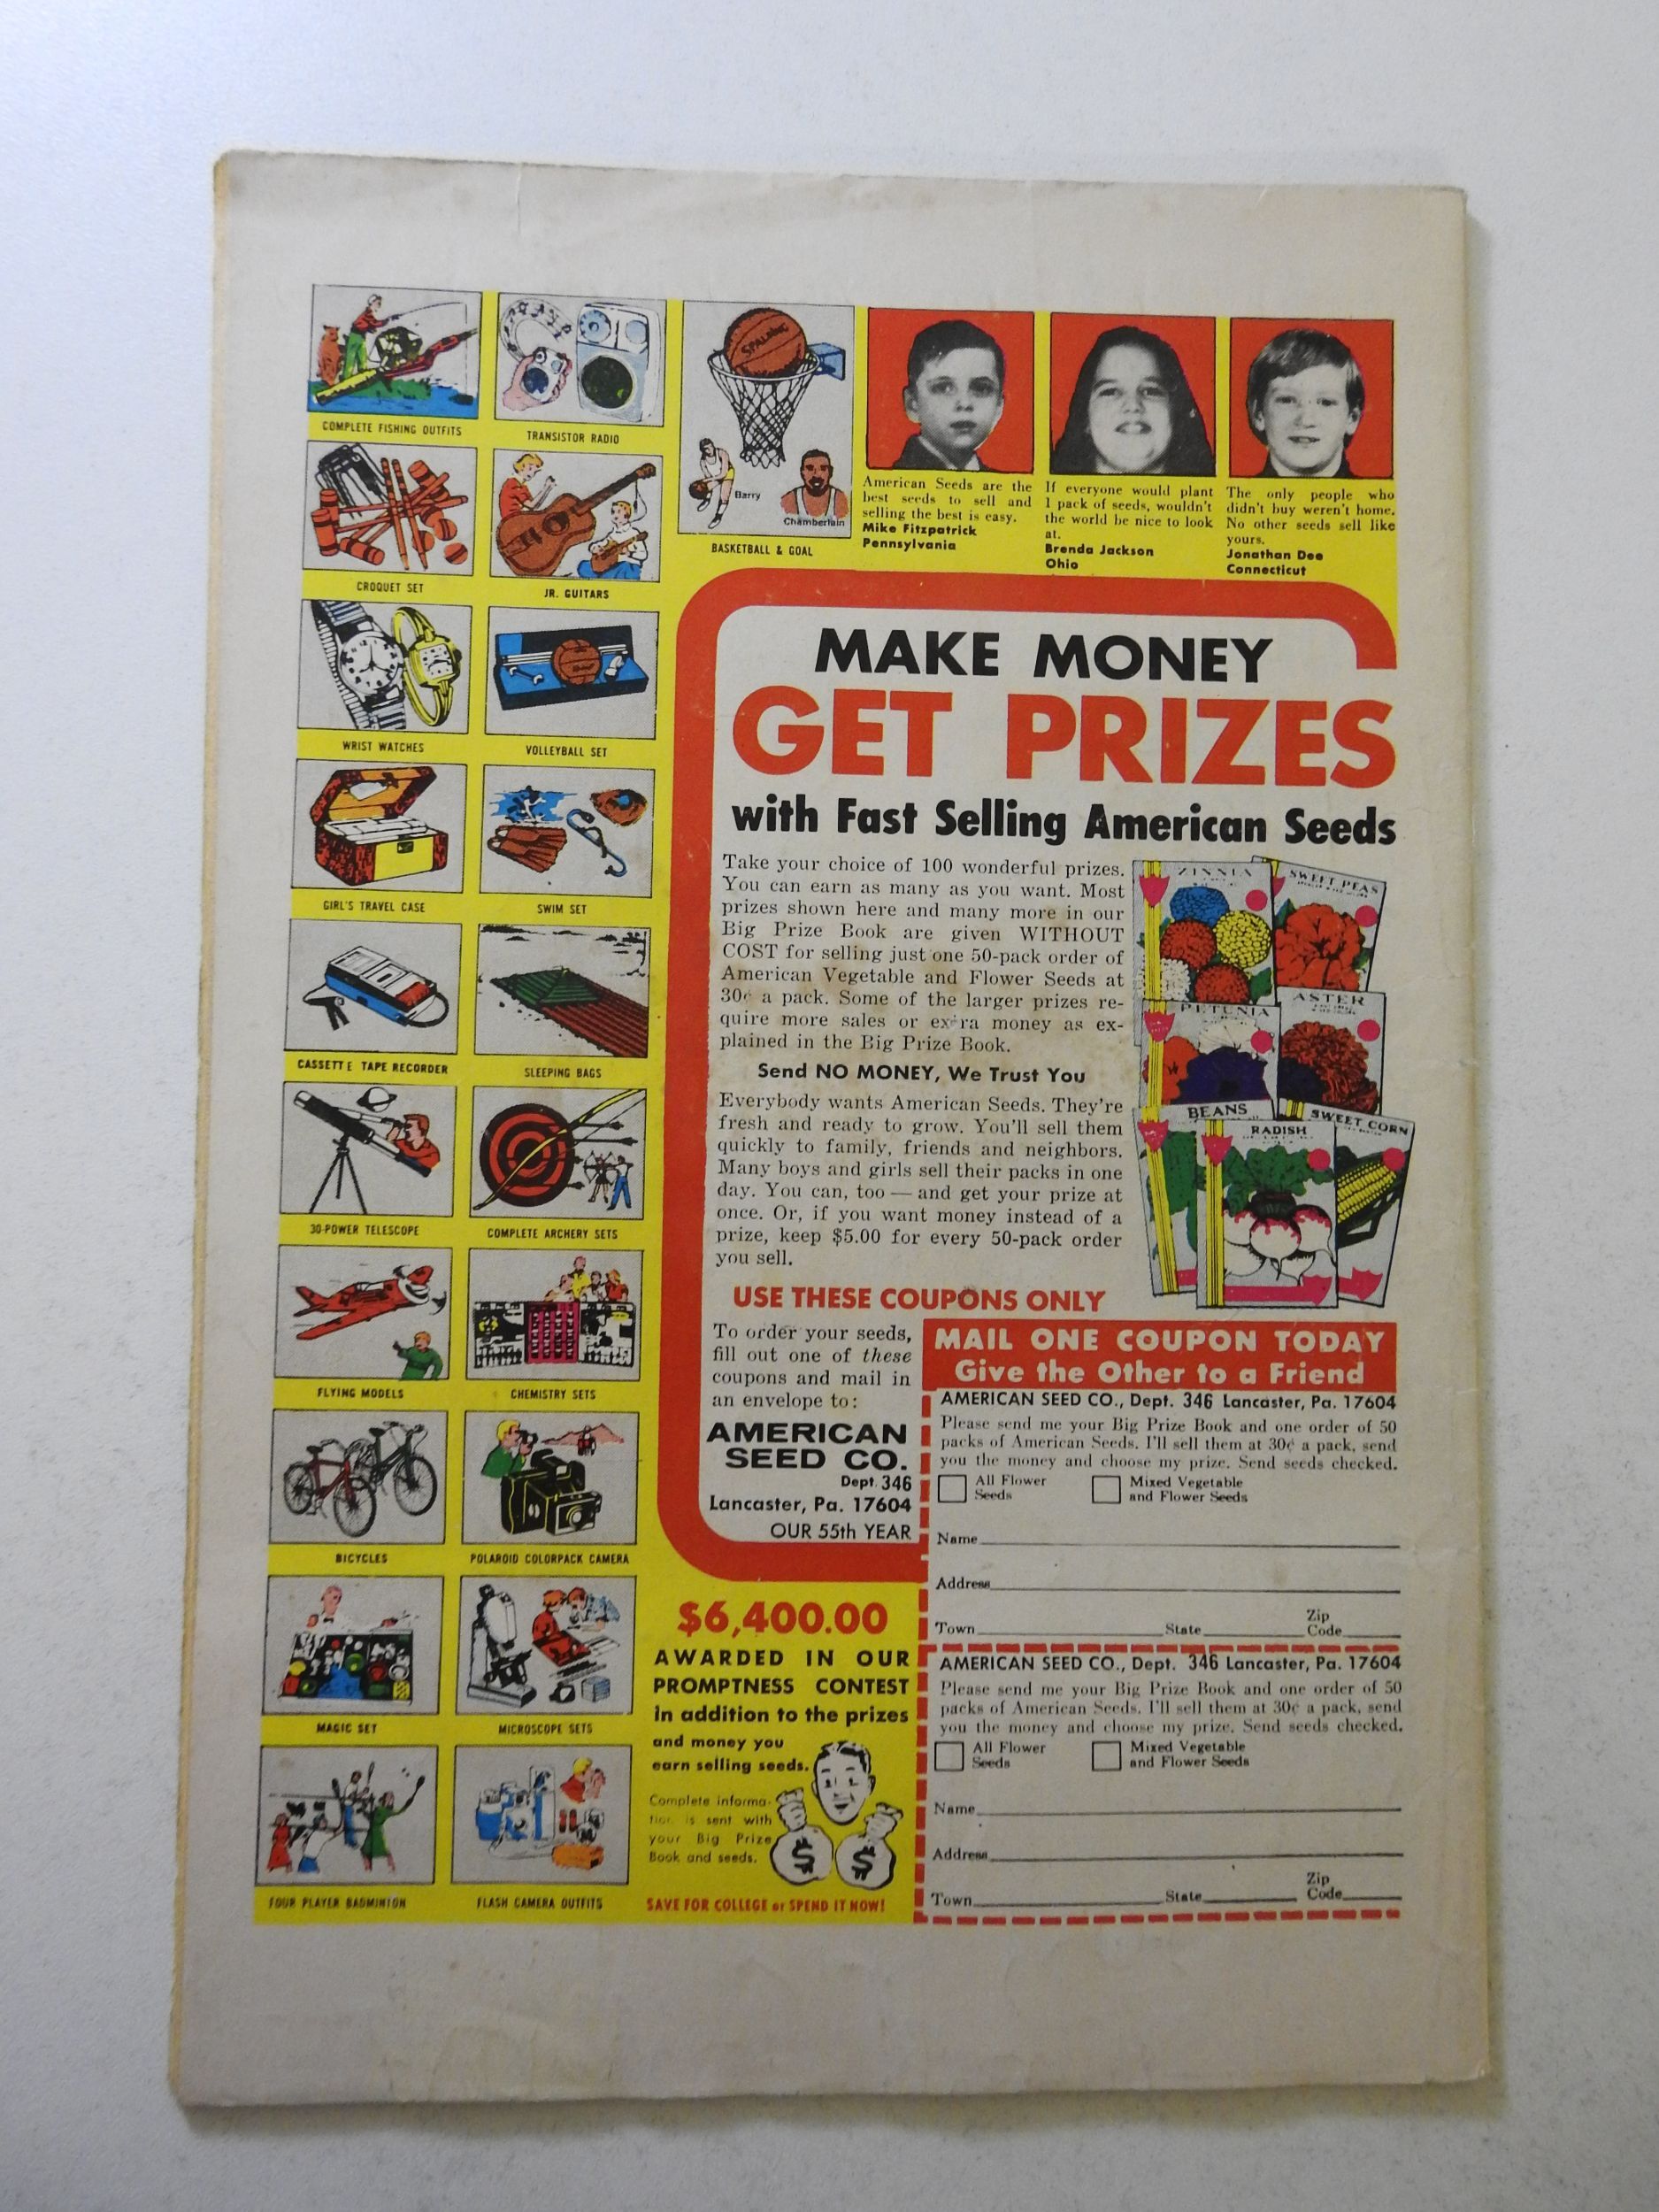 COMPLETE FISHING OUTFITS
TRANSISTOR RADIO
SPALDING
Barry
Chamberlain
BASKETBALL & GOAL
American Seeds are the
best seeds to sell and
selling the best is easy.
Mike Fitzpatrick
Pennsylvania
If everyone would plant
1 pack of seeds, wouldn't
the world be nice to look
at.
Brenda Jackson
Ohio
The only people who
didn't buy weren't home.
No other seeds sell like
yours.
Jonathan Dee
Connecticut
CROQUET SET
JR. GUITARS
WRIST WATCHES
VOLLEYBALL SET
GIRL'S TRAVEL CASE
SWIM SET
CASSETTE TAPE RECORDER
SLEEPING BAGS
30-POWER TELESCOPE
COMPLETE ARCHERY SETS
FLYING MODELS
CHEMISTRY SETS
BICYCLES
POLAROID COLORPACK CAMERA
MAGIC SET
MICROSCOPE SETS
FOUR PLAYER BADMINTON
FLASH CAMERA OUTFITS
MAKE MONEY
GET PRIZES
with Fast Selling American Seeds
Take your choice of 100 wonderful prizes.
You can earn as many as you want. Most
prizes shown here and many more in our
Big Prize Book are given WITHOUT
COST for selling just one 50-pack order of
American Vegetable and Flower Seeds at
30¢ a pack. Some of the larger prizes re-
quire more sales or extra money as ex-
plained in the Big Prize Book.
Send NO MONEY, We Trust You
Everybody wants American Seeds. They're
fresh and ready to grow. You'll sell them
quickly to family, friends and neighbors.
Many boys and girls sell their packs in one
day. You can, too — and get your prize at
once. Or, if you want money instead of a
prize, keep $5.00 for every 50-pack order
you sell.
ZINNIA
SWEET PEAS
PETUNIA
ASTER
BEANS
RADISH
SWEET CORN
USE THESE COUPONS ONLY
To order your seeds,
fill out one of these
coupons and mail in
an envelope to:
AMERICAN
SEED CO.
Dept. 346
Lancaster, Pa. 17604
OUR 55th YEAR
MAIL ONE COUPON TODAY
Give the Other to a Friend
AMERICAN SEED CO., Dept. 346 Lancaster, Pa. 17604
Please send me your Big Prize Book and one order of 50
packs of American Seeds. I'll sell them at 30¢ a pack, send
you the money and choose my prize. Send seeds checked.
All Flower
Seeds
Mixed Vegetable
and Flower Seeds
Name
Address
Town State Zip
Code
AMERICAN SEED CO., Dept. 346 Lancaster, Pa. 17604
Please send me your Big Prize Book and one order of 50
packs of American Seeds. I'll sell them at 30¢ a pack, send
you the money and choose my prize. Send seeds checked.
All Flower
Seeds
Mixed Vegetable
and Flower Seeds
Name
Address
Town State Zip
Code
$6,400.00
AWARDED IN OUR
PROMPTNESS CONTEST
in addition to the prizes
and money you
earn selling seeds.
Complete informa-
tion is sent with
your Big Prize
Book and seeds.
$ $
SAVE FOR COLLEGE or SPEND IT NOW!